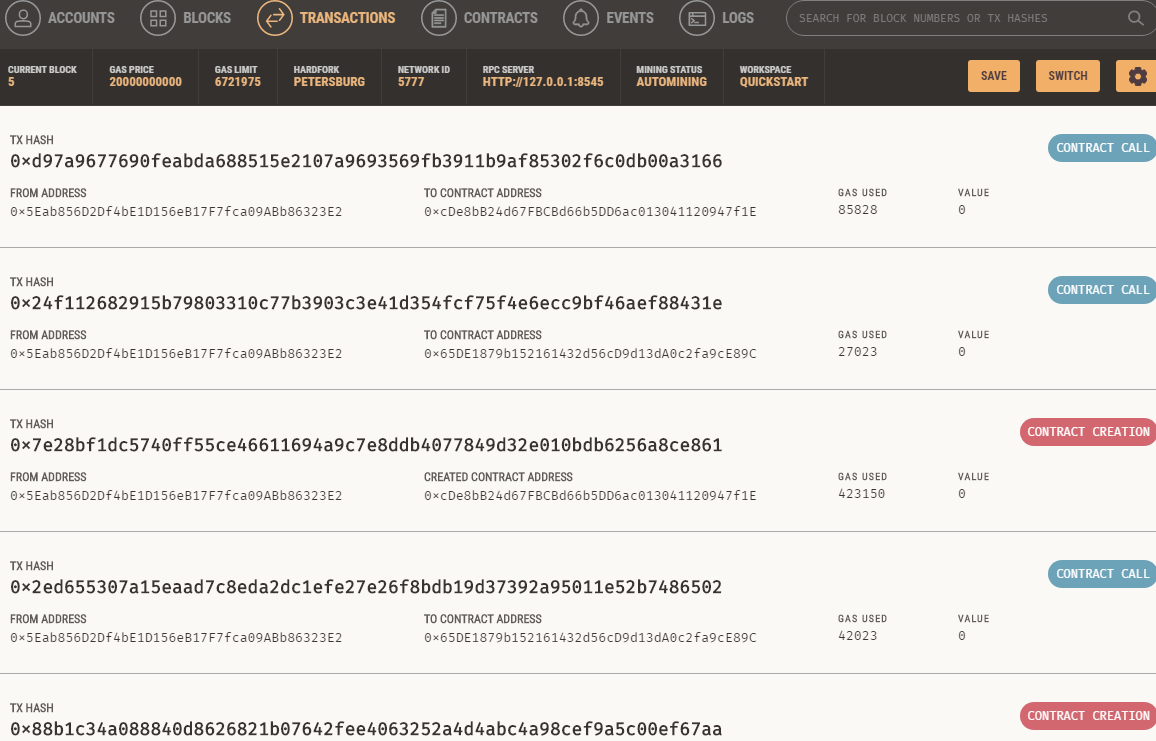 ACCOUNTS BLOCKS TRANSACTIONS CONTRACTS EVENTS LOGS SEARCH FOR BLOCK NUMBERS OR TX HASHES
CURRENT BLOCK GAS PRICE GAS LIMIT HARDFORK NETWORK ID RPC SERVER MINING STATUS WORKSPACE
5 20000000000 6721975 PETERSBURG 5777 HTTP://127.0.0.1:8545 AUTOMINING QUICKSTART
SAVE SWITCH
TX HASH
0×d97a9677690feabda688515e2107a9693569fb3911b9af85302f6c0db00a3166
CONTRACT CALL
FROM ADDRESS TO CONTRACT ADDRESS GAS USED VALUE
0×5Eab856D2Df4bE1D156eB17F7fca09ABb86323E2 0×cDe8bB24d67FBCBd66b5DD6ac013041120947f1E 85828 0
TX HASH
0×24f112682915b79803310c77b3903c3e41d354fcf75f4e6ecc9bf46aef88431e
CONTRACT CALL
FROM ADDRESS TO CONTRACT ADDRESS GAS USED VALUE
0×5Eab856D2Df4bE1D156eB17F7fca09ABb86323E2 0×65DE1879b152161432d56cD9d13dA0c2fa9cE89C 27023 0
TX HASH
0×7e28bf1dc5740ff55ce46611694a9c7e8ddb4077849d32e010bdb6256a8ce861
CONTRACT CREATION
FROM ADDRESS CREATED CONTRACT ADDRESS GAS USED VALUE
0×5Eab856D2Df4bE1D156eB17F7fca09ABb86323E2 0×cDe8bB24d67FBCBd66b5DD6ac013041120947f1E 423150 0
TX HASH
0×2ed655307a15eaad7c8eda2dc1efe27e26f8bdb19d37392a95011e52b7486502
CONTRACT CALL
FROM ADDRESS TO CONTRACT ADDRESS GAS USED VALUE
0×5Eab856D2Df4bE1D156eB17F7fca09ABb86323E2 0×65DE1879b152161432d56cD9d13dA0c2fa9cE89C 42023 0
TX HASH
0×88b1c34a088840d8626821b07642fee4063252a4d4abc4a98cef9a5c00ef67aa
CONTRACT CREATION